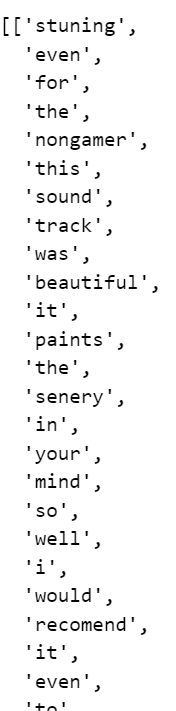 [['stuning',
'even',
'for',
'the',
'nongamer',
'this',
'sound',
'track',
'was',
'beautiful',
'it',
'paints',
'the',
'senery',
'in',
'your',
'mind',
'so',
'well',
'i',
'would',
'recomend',
'it',
'even',
'to'